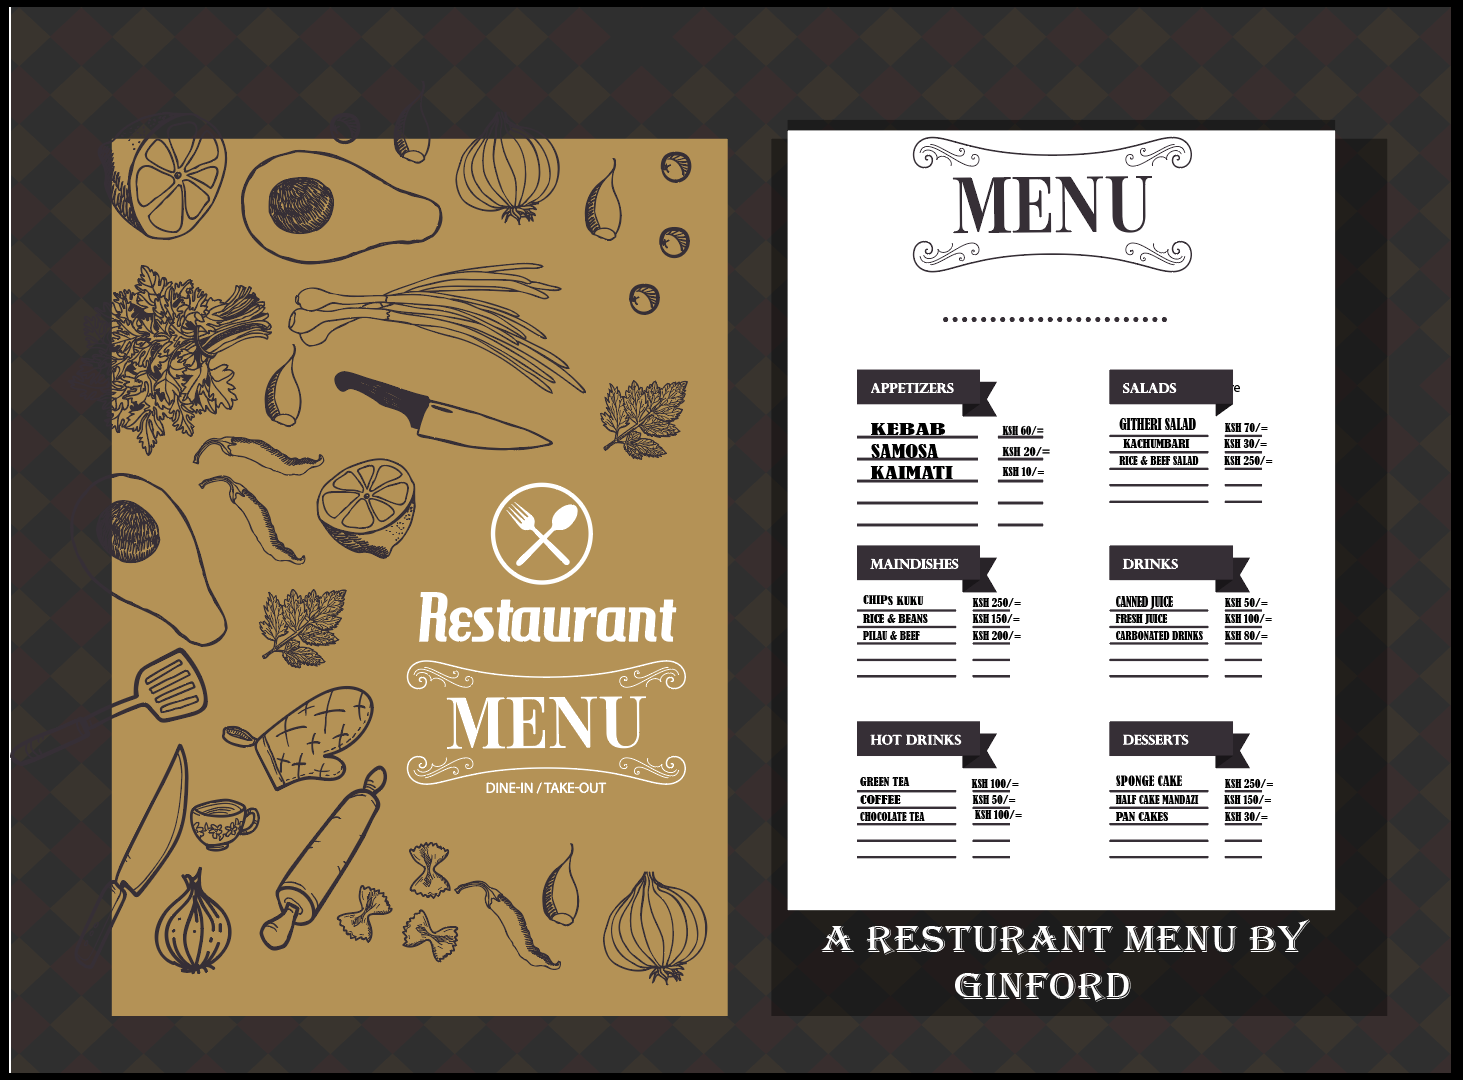 Restaurant
MENU
DINE-IN / TAKE-OUT
MENU
APPETIZERS
KEBAB KSH 60/=
SAMOSA KSH 20/=
KAIMATI KSH 10/=
SALADS re
GITHERI SALAD KSH 70/=
KACHUMBARI KSH 30/=
RICE & BEEF SALAD KSH 250/=
MAINDISHES
CHIPS KUKU KSH 250/=
RICE & BEANS KSH 150/=
PILAU & BEEF KSH 200/=
DRINKS
CANNED JUICE KSH 50/=
FRESH JUICE KSH 100/=
CARBONATED DRINKS KSH 80/=
HOT DRINKS
GREEN TEA KSH 100/=
COFFEE KSH 50/=
CHOCOLATE TEA KSH 100/=
DESSERTS
SPONGE CAKE KSH 250/=
HALF CAKE MANDAZI KSH 150/=
PAN CAKES KSH 30/=
A RESTURANT MENU BY
GINFORD